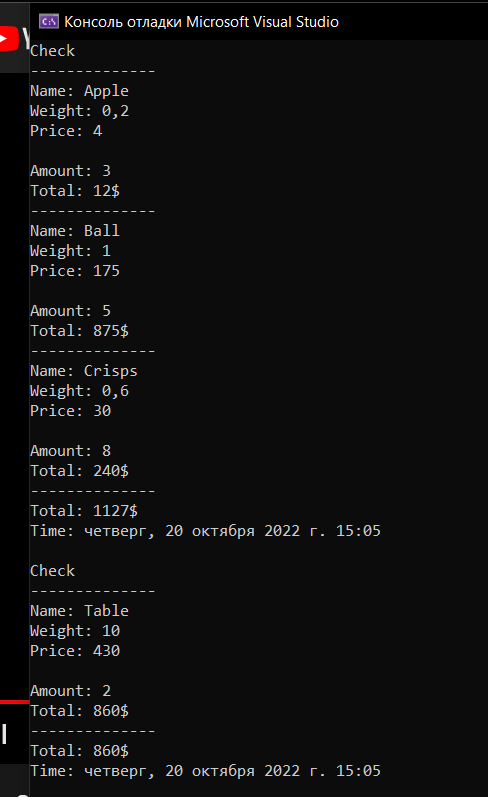 Консоль отладки Microsoft Visual Studio
Check
--------------
Name: Apple
Weight: 0,2
Price: 4
Amount: 3
Total: 12$
--------------
Name: Ball
Weight: 1
Price: 175
Amount: 5
Total: 875$
--------------
Name: Crisps
Weight: 0,6
Price: 30
Amount: 8
Total: 240$
--------------
Total: 1127$
Time: четверг, 20 октября 2022 г. 15:05
Check
--------------
Name: Table
Weight: 10
Price: 430
Amount: 2
Total: 860$
--------------
Total: 860$
Time: четверг, 20 октября 2022 г. 15:05